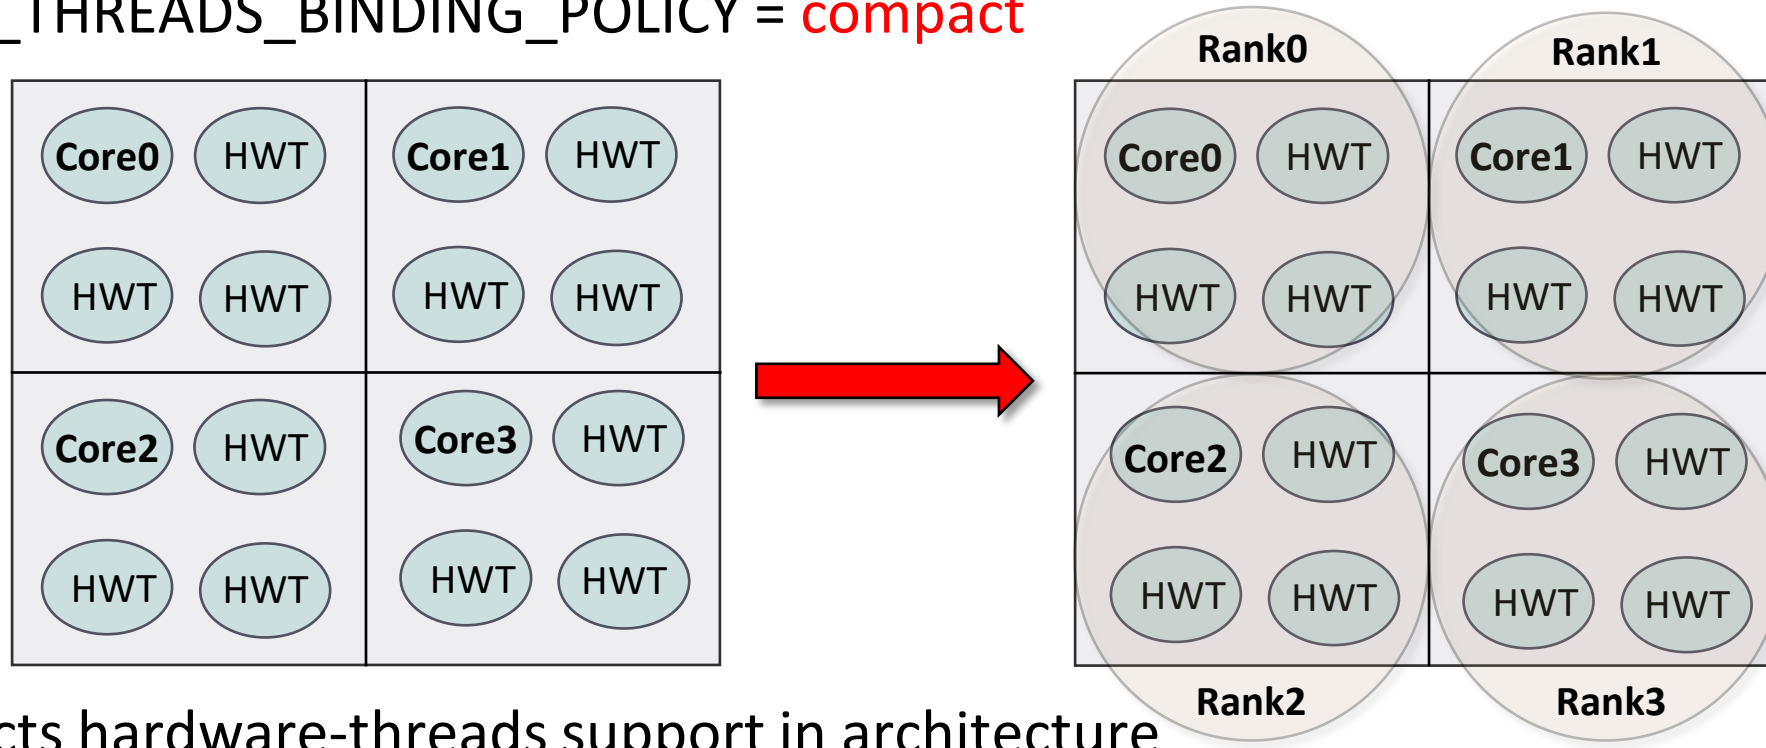 _THREADS_BINDING_POLICY = compact
Rank0 Rank1
Core0 HWT Core1 HWT
HWT HWT HWT HWT
Core2 HWT Core3 HWT
HWT HWT HWT HWT
Core0 HWT Core1 HWT
HWT HWT HWT HWT
Core2 HWT Core3 HWT
HWT HWT HWT HWT
Rank2 Rank3
cts hardware-threads support in architecture